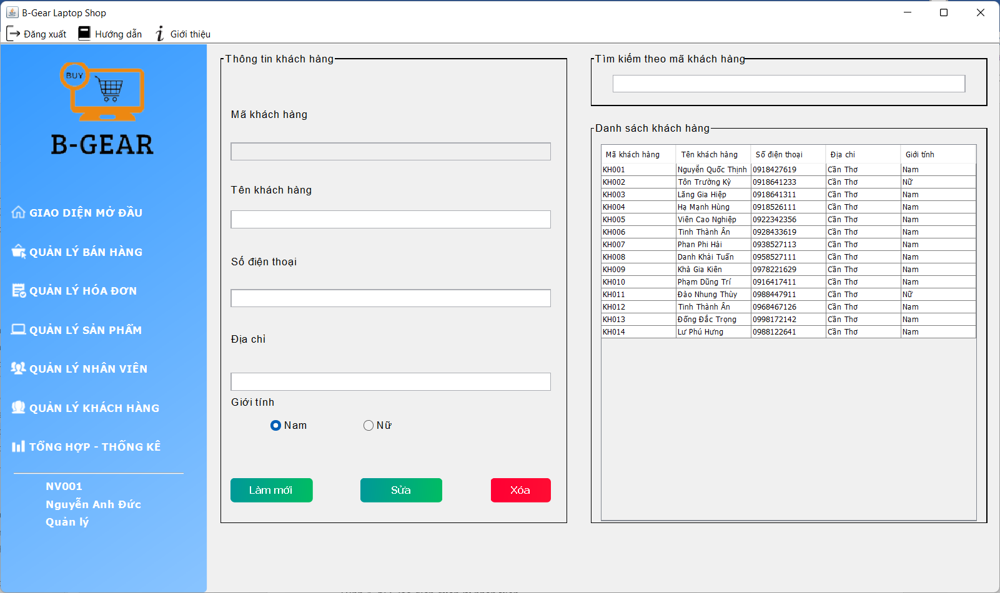 B-Gear Laptop Shop
Đăng xuất Hướng dẫn Giới thiệu
BUY
B-GEAR
GIAO DIỆN MỞ ĐẦU
QUẢN LÝ BÁN HÀNG
QUẢN LÝ HÓA ĐƠN
QUẢN LÝ SẢN PHẨM
QUẢN LÝ NHÂN VIÊN
QUẢN LÝ KHÁCH HÀNG
TỔNG HỢP - THỐNG KÊ
NV001
Nguyễn Anh Đức
Quản lý
Thông tin khách hàng
Mã khách hàng
Tên khách hàng
Số điện thoại
Địa chỉ
Giới tính
Nam Nữ
Làm mới Sửa Xóa
Tìm kiếm theo mã khách hàng
Danh sách khách hàng
Mã khách hàng Tên khách hàng Số điện thoại Địa chỉ Giới tính
KH001 Nguyễn Quốc Thịnh 0918427619 Cần Thơ Nam
KH002 Tôn Trường Kỳ 0918641233 Cần Thơ Nữ
KH003 Lăng Gia Hiệp 0918641311 Cần Thơ Nam
KH004 Hạ Mạnh Hùng 0918526111 Cần Thơ Nam
KH005 Viên Cao Nghiệp 0922342356 Cần Thơ Nam
KH006 Tinh Thành Ân 0928433619 Cần Thơ Nam
KH007 Phan Phi Hải 0938527113 Cần Thơ Nam
KH008 Danh Khải Tuấn 0958527111 Cần Thơ Nam
KH009 Khà Gia Kiên 0978221629 Cần Thơ Nam
KH010 Phạm Dũng Trí 0916417411 Cần Thơ Nam
KH011 Đào Nhung Thùy 0988447911 Cần Thơ Nữ
KH012 Tinh Thành Ân 0968467126 Cần Thơ Nam
KH013 Đống Đắc Trọng 0998172142 Cần Thơ Nam
KH014 Lư Phú Hưng 0988122641 Cần Thơ Nam